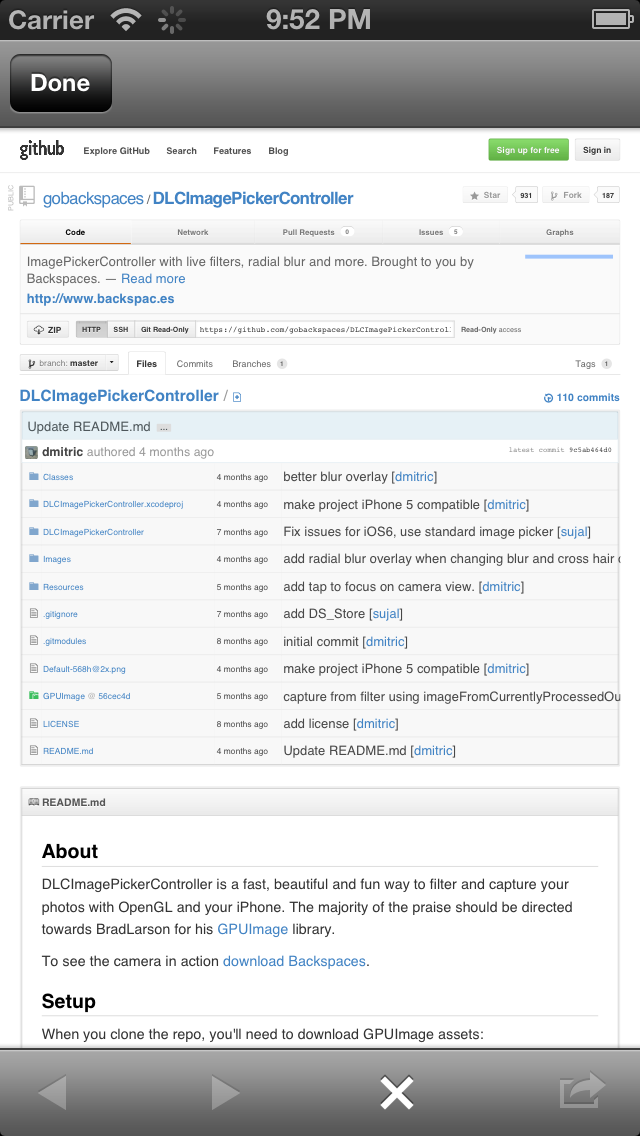 Carrier 9:52 PM
Done
github Explore GitHub Search Features Blog Sign up for free Sign in
PUBLIC gobackspaces / DLCImagePickerController Star 931 Fork 187
Code Network Pull Requests 0 Issues 5 Graphs
ImagePickerController with live filters, radial blur and more. Brought to you by
Backspaces. — Read more
http://www.backspac.es
ZIP HTTP SSH Git Read-Only https://github.com/gobackspaces/DLCImagePickerControl Read-Only access
branch: master Files Commits Branches 1 Tags 1
DLCImagePickerController / 110 commits
Update README.md ...
dmitric authored 4 months ago latest commit 9c5ab464d0
Classes 4 months ago better blur overlay [dmitric]
DLCImagePickerController.xcodeproj 4 months ago make project iPhone 5 compatible [dmitric]
DLCImagePickerController 7 months ago Fix issues for iOS6, use standard image picker [sujal]
Images 4 months ago add radial blur overlay when changing blur and cross hair
Resources 5 months ago add tap to focus on camera view. [dmitric]
.gitignore 7 months ago add DS_Store [sujal]
.gitmodules 8 months ago initial commit [dmitric]
Default-568h@2x.png 4 months ago make project iPhone 5 compatible [dmitric]
GPUImage @ 56cec4d 5 months ago capture from filter using imageFromCurrentlyProcessedOu
LICENSE 8 months ago add license [dmitric]
README.md 4 months ago Update README.md [dmitric]
README.md
About
DLCImagePickerController is a fast, beautiful and fun way to filter and capture your
photos with OpenGL and your iPhone. The majority of the praise should be directed
towards BradLarson for his GPUImage library.
To see the camera in action download Backspaces.
Setup
When you clone the repo, you'll need to download GPUImage assets: